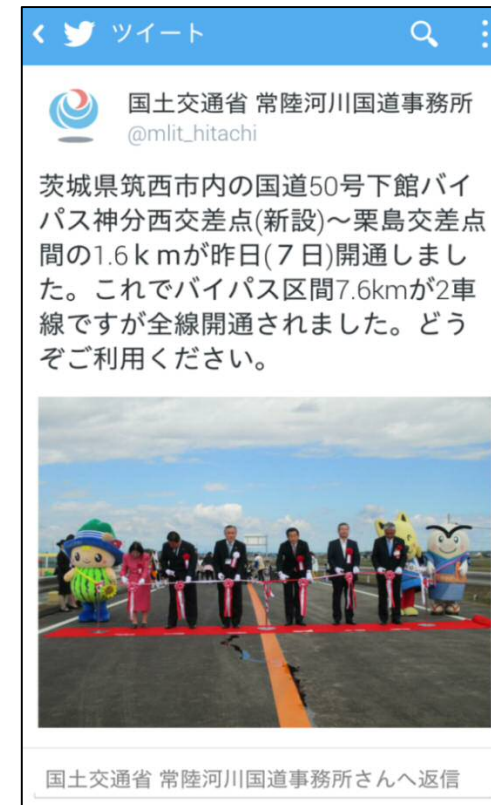 ツイート
国土交通省 常陸河川国道事務所
@mlit_hitachi
茨城県筑西市内の国道50号下館バイ
パス神分西交差点(新設)～栗島交差点
間の1.6ｋｍが昨日(７日)開通しまし
た。これでバイパス区間7.6kmが2車
線ですが全線開通されました。どう
ぞご利用ください。
国土交通省 常陸河川国道事務所さんへ返信